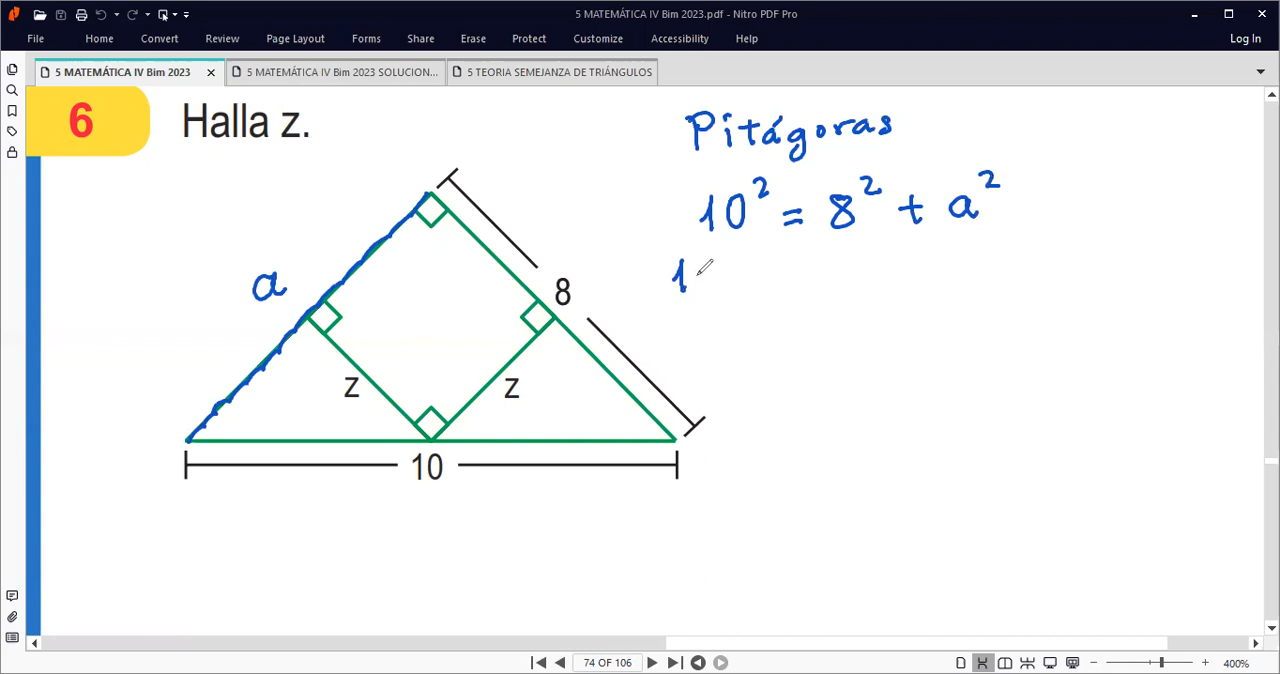 5 MATEMÁTICA IV Bim 2023.pdf - Nitro PDF Pro
File Home Convert Review Page Layout Forms Share Erase Protect Customize Accessibility Help Log In
5 MATEMÁTICA IV Bim 2023 5 MATEMÁTICA IV Bim 2023 SOLUCION... 5 TEORIA SEMEJANZA DE TRIÁNGULOS
6 Halla z.
Pitágoras
10² = 8² + a²
1
a
8
z z
10
74 OF 106
400%